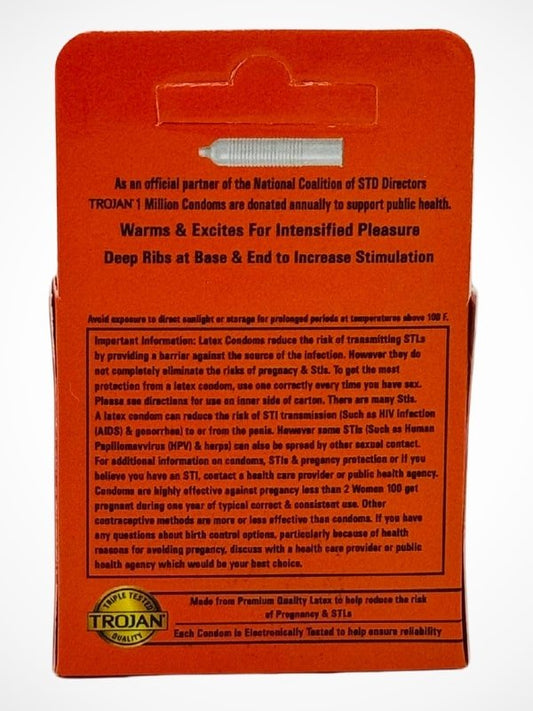 As an official partner of the National Coalition of STD Directors
TROJAN 1 Million Condoms are donated annually to support public health.
Warms & Excites For Intensified Pleasure
Deep Ribs at Base & End to Increase Stimulation
Avoid exposure to direct sunlight or storage for prolonged periods at temperatures above 100 F.
Important Information: Latex Condoms reduce the risk of transmitting STLs
by providing a barrier against the source of the infection. However they do
not completely eliminate the risks of pregnacy & Stls. To get the most
protection from a latex condom, use one correctly every time you have sex.
Please see directions for use on inner side of carton. There are many Stls.
A latex condom can reduce the risk of STI transmission (Such as HIV infection
(AIDS) & gonorrhea) to or from the penis. However some STIs (Such as Human
Papillomavvirus (HPV) & harps) can also be spread by other sexual contact.
For additional information on condoms, STIs & pregancy protection or if you
believe you have an STI, contact a health care provider or public health agency.
Condoms are highly effective against pregancy less than 2 Women 100 get
pregnant during one year of typical correct & consistent use. Other
contraceptive methods are more or less affective than condoms. If you have
any questions about birth control options, particularly because of health
reasons for avoiding pregancy, discuss with a health care provider or public
health agency which would be your best choice.
TRIPLE TESTED
TROJAN
QUALITY
Made from Premium Quality Latex to help reduce the risk
of Pregnancy & STLs
Each Condom is Electronically Tested to help ensure reliability